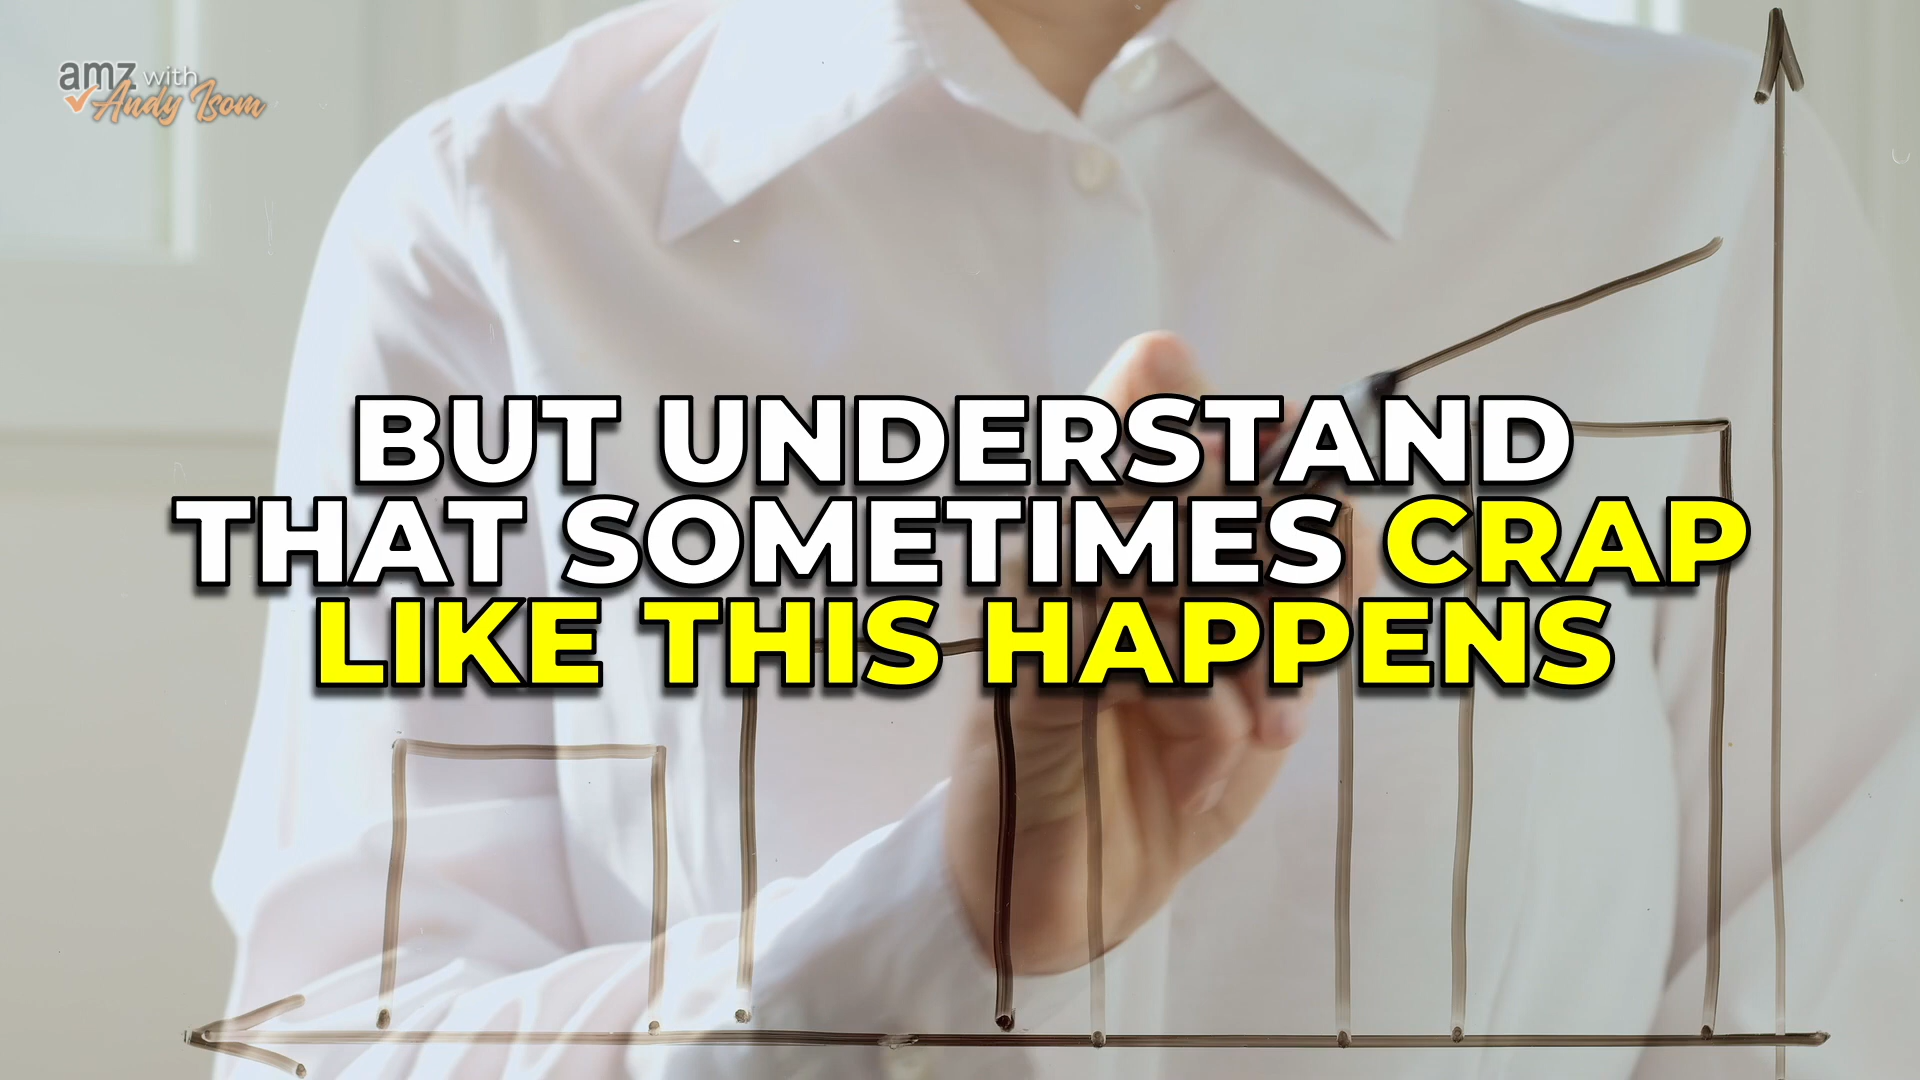 amz with
Andy Isom
BUT UNDERSTAND
THAT SOMETIMES CRAP
LIKE THIS HAPPENS